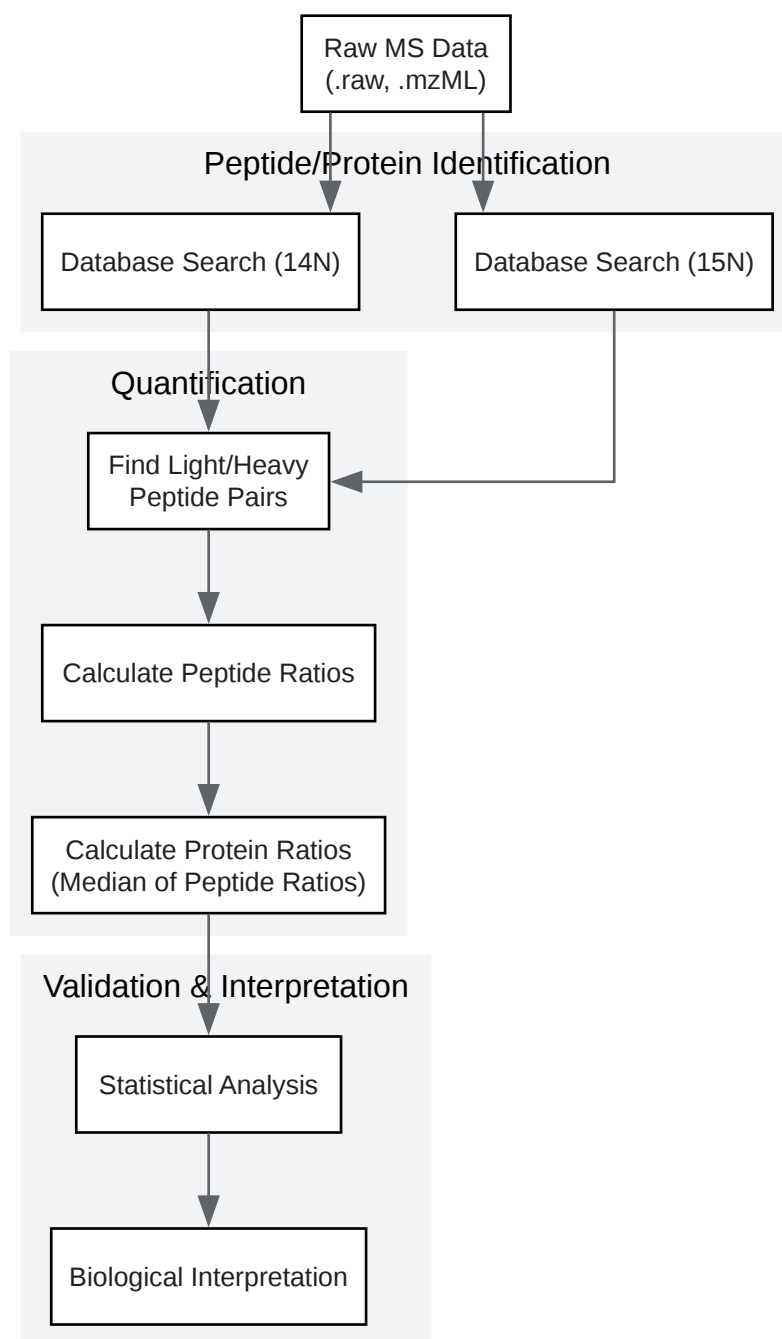 Raw MS Data
(.raw, .mzML)
Peptide/Protein Identification
Database Search (14N)
Database Search (15N)
Quantification
Find Light/Heavy
Peptide Pairs
Calculate Peptide Ratios
Calculate Protein Ratios
(Median of Peptide Ratios)
Validation & Interpretation
Statistical Analysis
Biological Interpretation